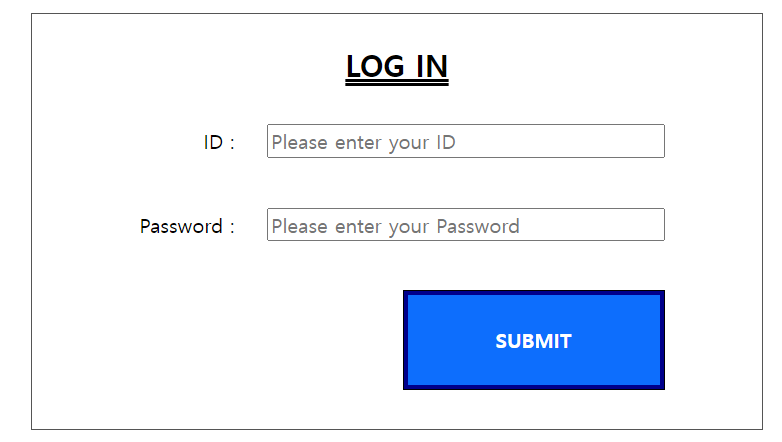 LOG IN
ID : Please enter your ID
Password : Please enter your Password
SUBMIT